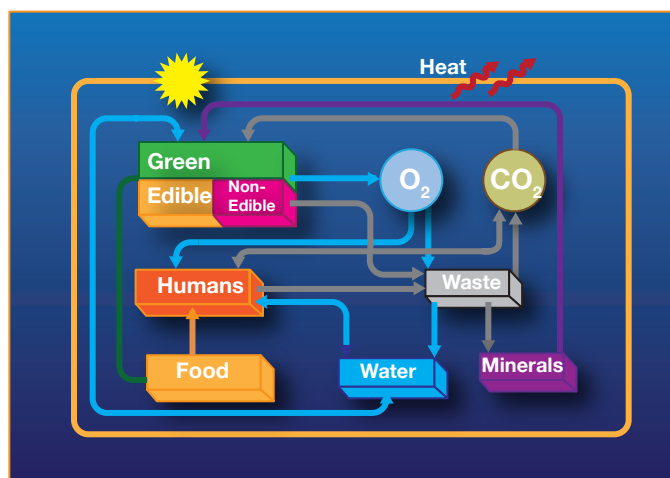 Heat
Green
Edible
Non-
Edible
O₂
CO₂
Humans
Waste
Food
Water
Minerals